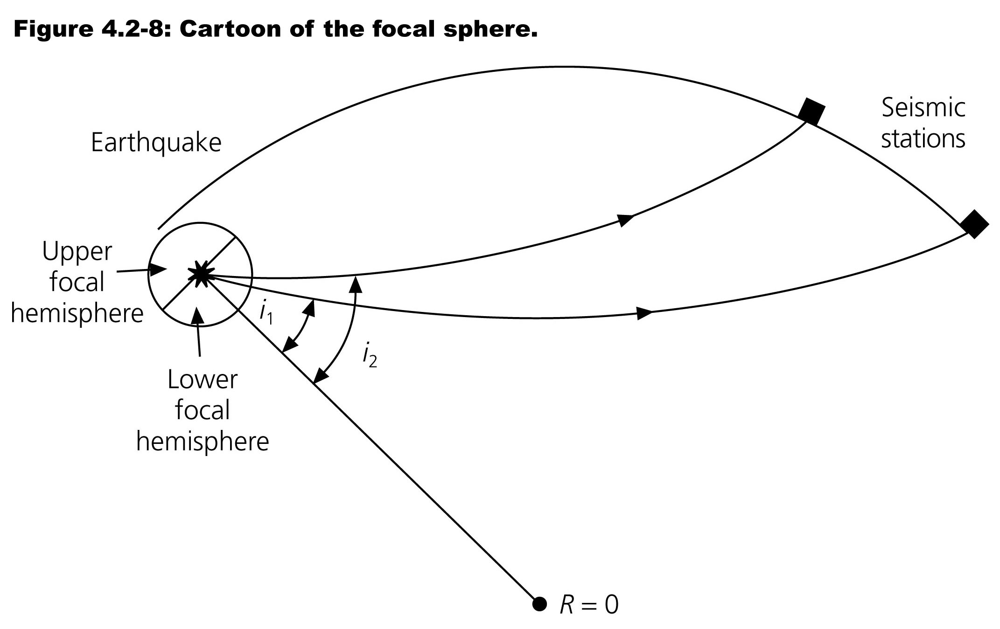 Figure 4.2-8: Cartoon of the focal sphere.
Seismic
stations
Earthquake
Upper
focal
hemisphere
i₁
i₂
Lower
focal
hemisphere
R = 0